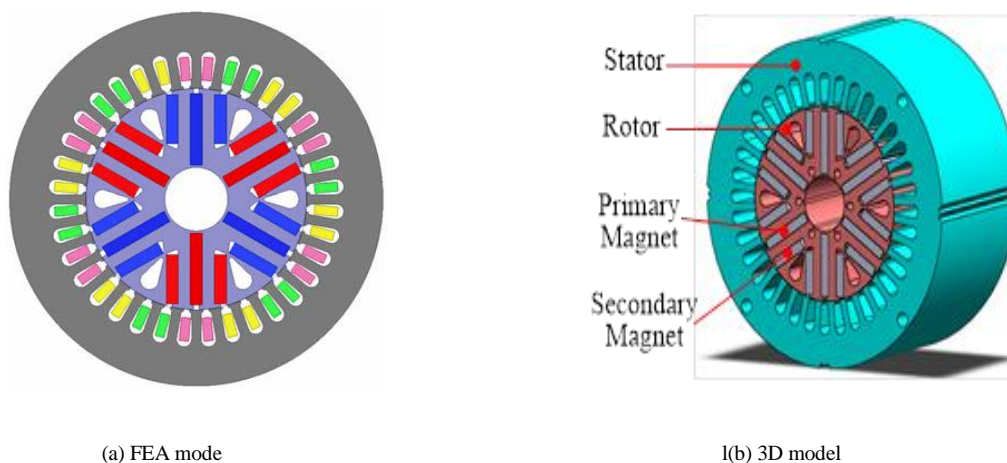 Stator
Rotor
Primary
Magnet
Secondary
Magnet
(a) FEA mode
l(b) 3D model